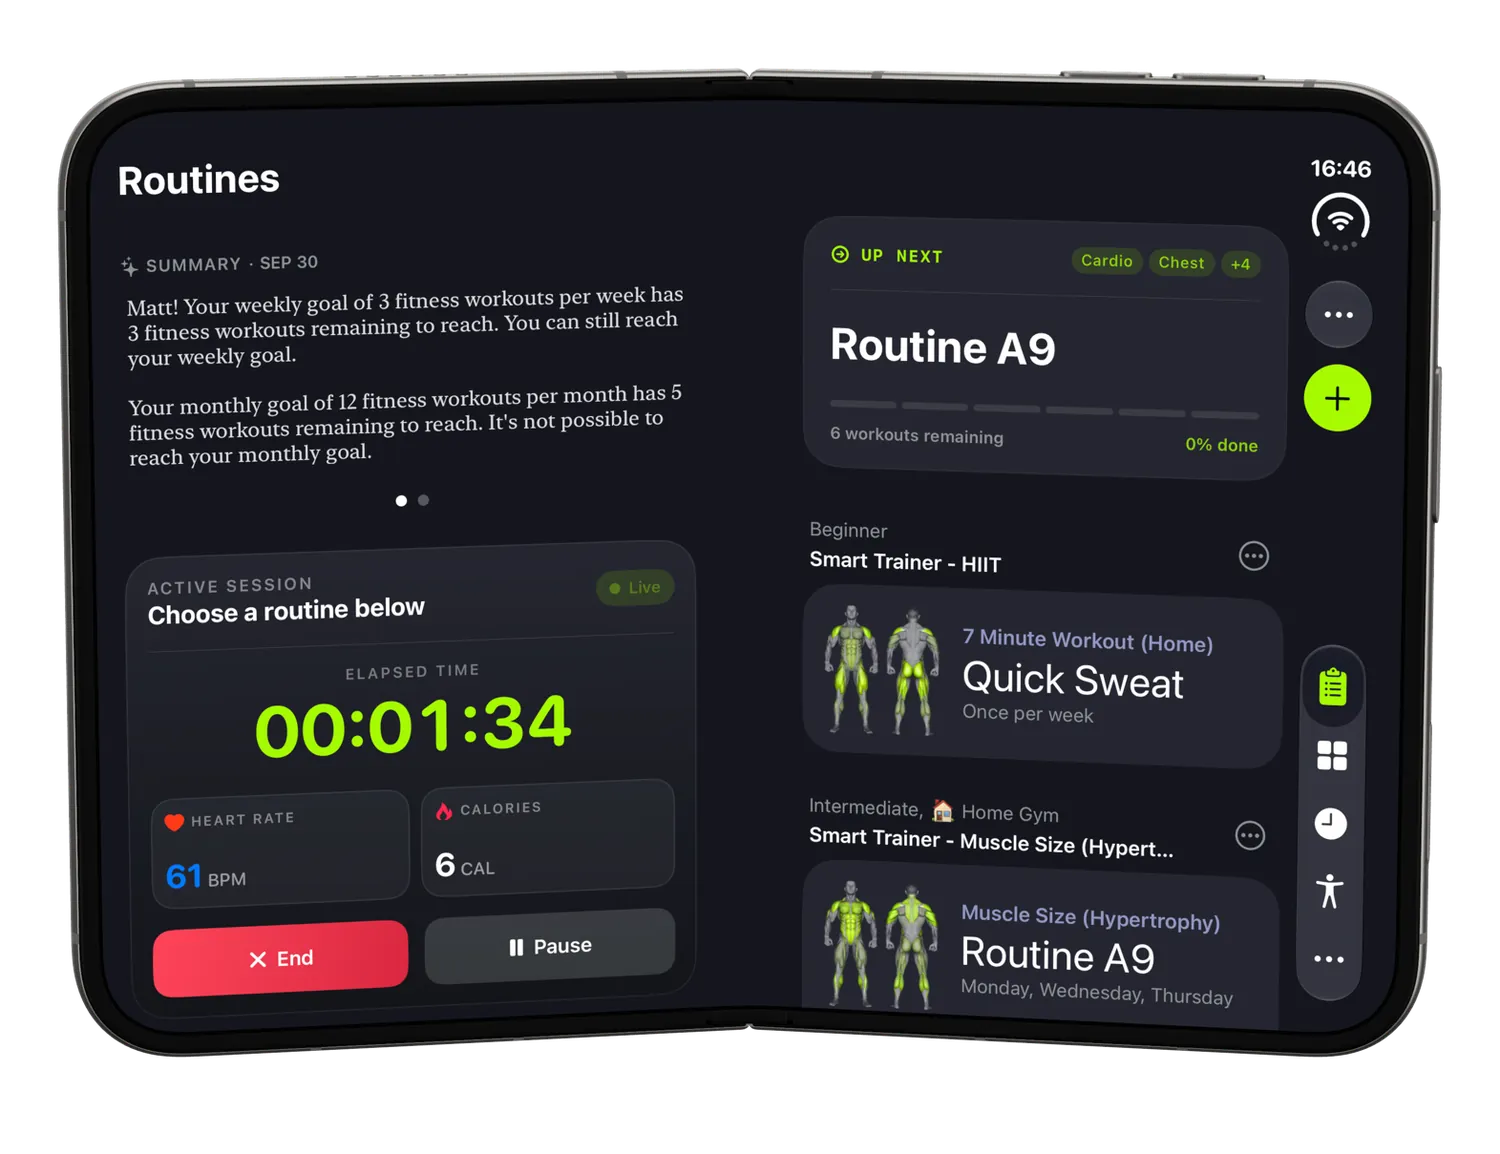 Routines
SUMMARY · SEP 30
Matt! Your weekly goal of 3 fitness workouts per week has
3 fitness workouts remaining to reach. You can still reach
your weekly goal.
Your monthly goal of 12 fitness workouts per month has 5
fitness workouts remaining to reach. It's not possible to
reach your monthly goal.
ACTIVE SESSION
Choose a routine below
Live
ELAPSED TIME
00:01:34
HEART RATE
61 BPM
CALORIES
6 CAL
End
Pause
UP NEXT
Cardio
Chest
+4
Routine A9
6 workouts remaining
0% done
Beginner
Smart Trainer - HIIT
7 Minute Workout (Home)
Quick Sweat
Once per week
Intermediate, 🏠 Home Gym
Smart Trainer - Muscle Size (Hypert...
Muscle Size (Hypertrophy)
Routine A9
Monday, Wednesday, Thursday
16:46